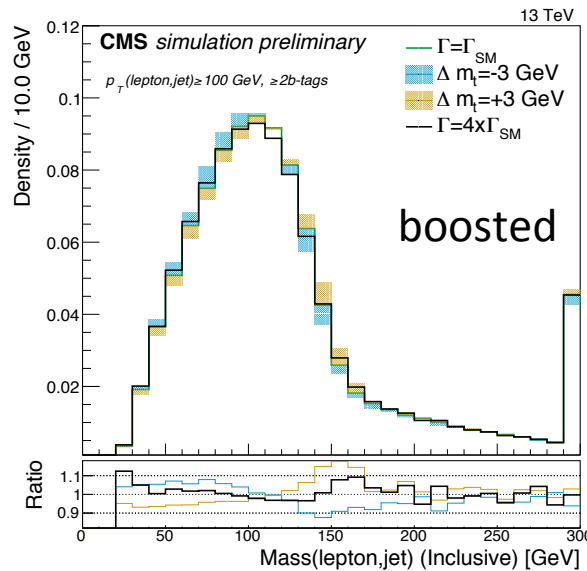 13 TeV
CMS simulation preliminary
p_T(lepton,jet)≥100 GeV, ≥2b-tags
Γ=Γ_SM
Δ m_t=-3 GeV
Δ m_t=+3 GeV
Γ=4xΓ_SM
boosted
Density / 10.0 GeV
0.12
0.1
0.08
0.06
0.04
0.02
Ratio
1.1
1
0.9
0 50 100 150 200 250 300
Mass(lepton,jet) (Inclusive) [GeV]